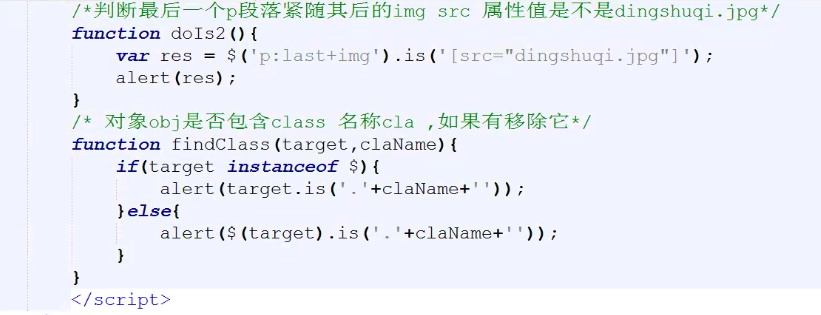 /*判断最后一个p段落紧随其后的img src 属性值是不是dingshuqi.jpg*/
function doIs2(){
var res = $('p:last+img').is('[src="dingshuqi.jpg"]');
alert(res);
}
/* 对象obj是否包含class 名称cla ,如果有移除它*/
function findClass(target,claName){
if(target instanceof $){
alert(target.is('.'+claName+''));
}else{
alert($(target).is('.'+claName+''));
}
}
</script>